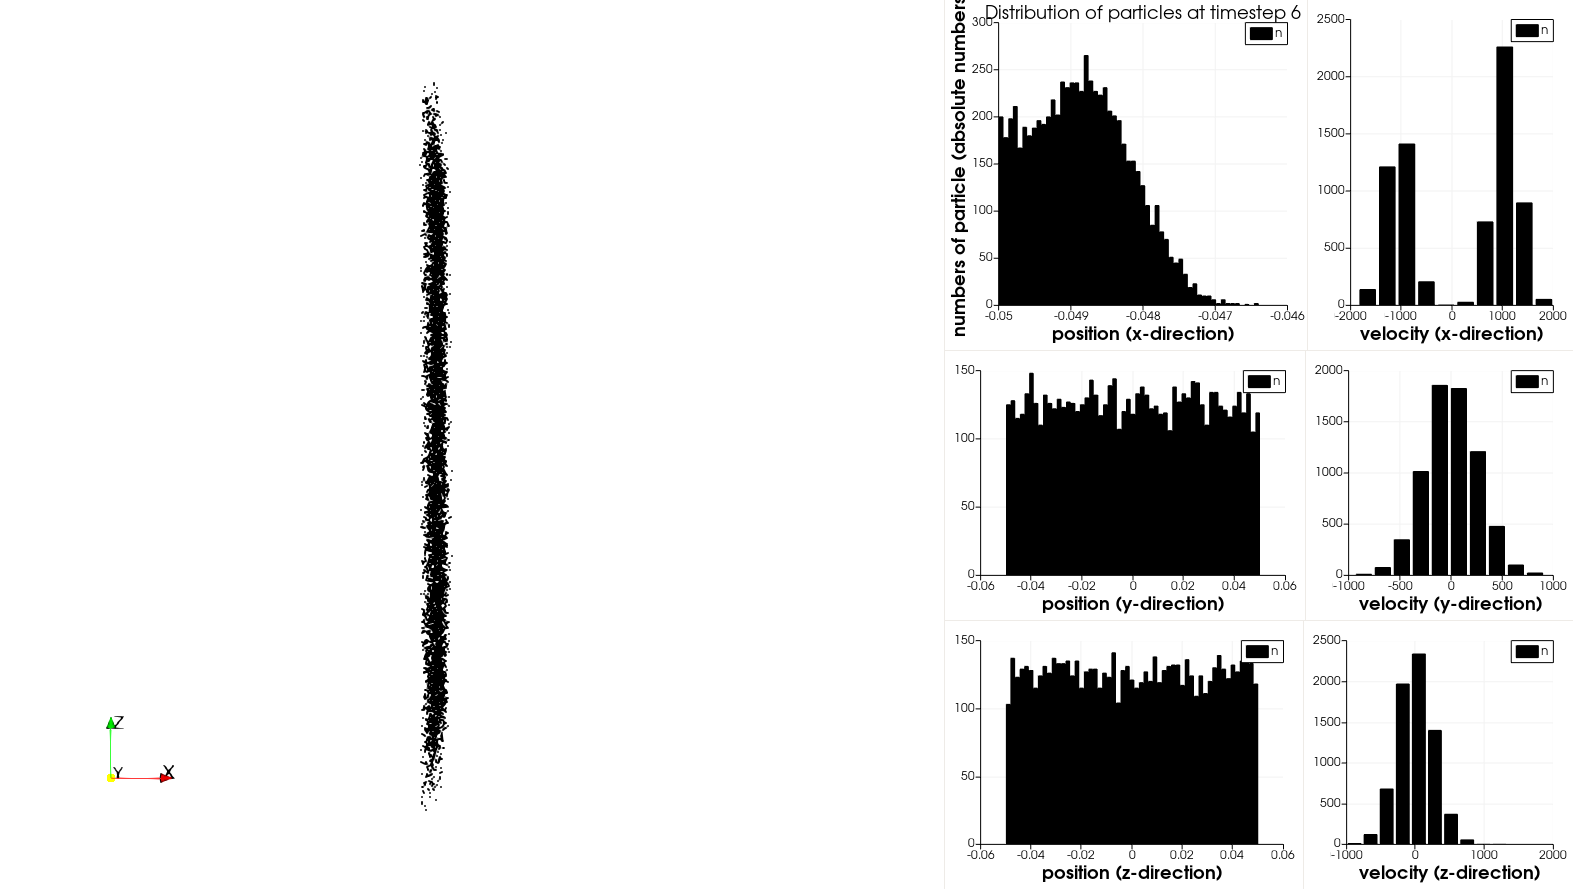 Distribution of particles at timestep 6
numbers of particle (absolute numbers
300
250
200
150
100
50
0
-0.05 -0.049 -0.048 -0.047 -0.046
position (x-direction)
n
2500
2000
1500
1000
500
0
-2000 -1000 0 1000 2000
velocity (x-direction)
n
150
100
50
0
-0.06 -0.04 -0.02 0 0.02 0.04 0.06
position (y-direction)
n
2000
1500
1000
500
0
-1000 -500 0 500 1000
velocity (y-direction)
n
150
100
50
0
-0.06 -0.04 -0.02 0 0.02 0.04 0.06
position (z-direction)
n
2500
2000
1500
1000
500
0
-1000 0 1000 2000
velocity (z-direction)
n
Z
Y X